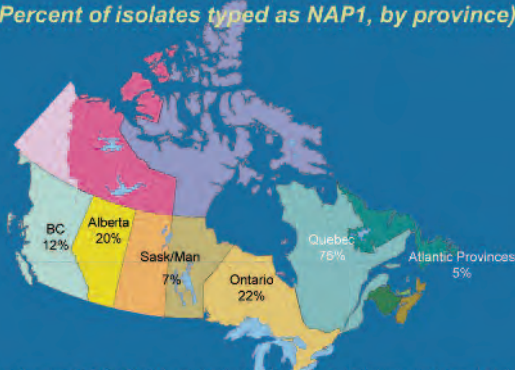 Percent of isolates typed as NAP1, by province)
BC
12%
Alberta
20%
Sask/Man
7%
Ontario
22%
Quebec
75%
Atlantic Provinces
5%